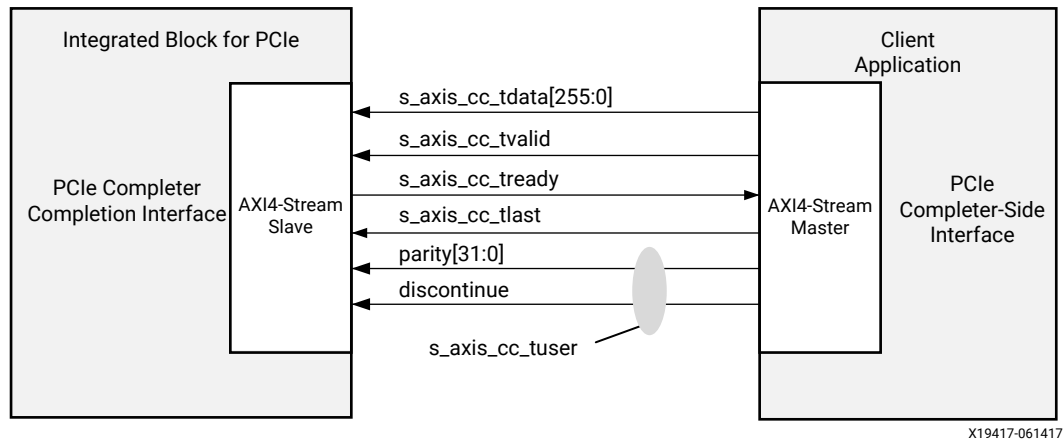 Integrated Block for PCIe
Client
Application
s_axis_cc_tdata[255:0]
s_axis_cc_tvalid
s_axis_cc_tready
s_axis_cc_tlast
parity[31:0]
discontinue
s_axis_cc_tuser
PCIe Completer
Completion Interface
AXI4-Stream
Slave
AXI4-Stream
Master
PCIe
Completer-Side
Interface
X19417-061417